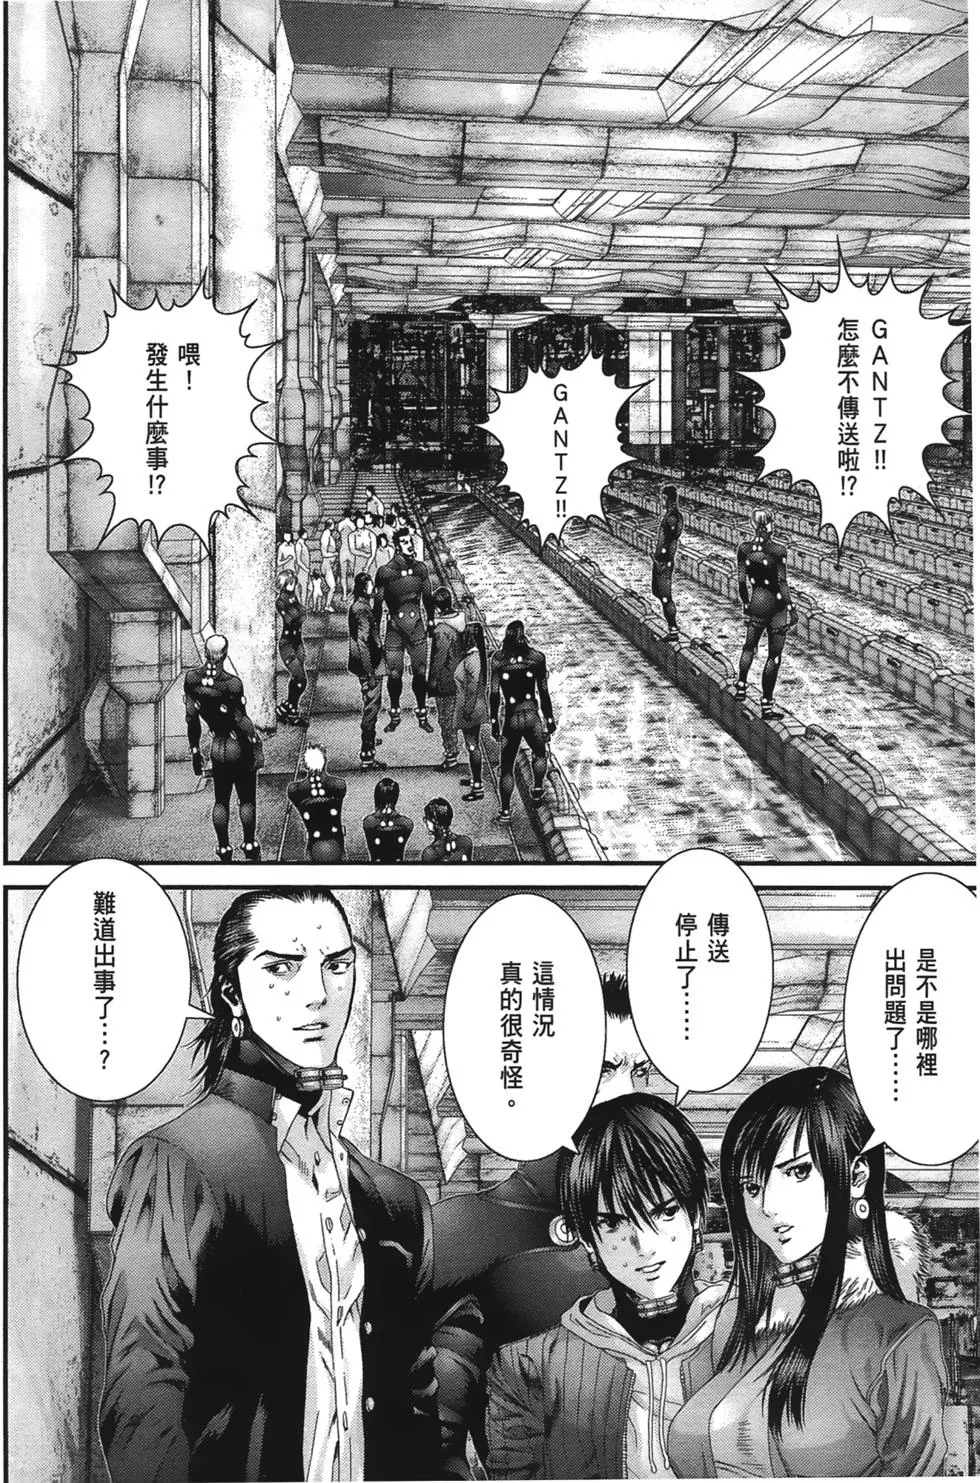 GANTZ!!
怎麼不傳送啦!?
GANTZ!!
喂!
發生什麼事!?
是不是哪裡
出問題了……
傳送
停止了……
這情況
真的很奇怪。
難道出事了…?